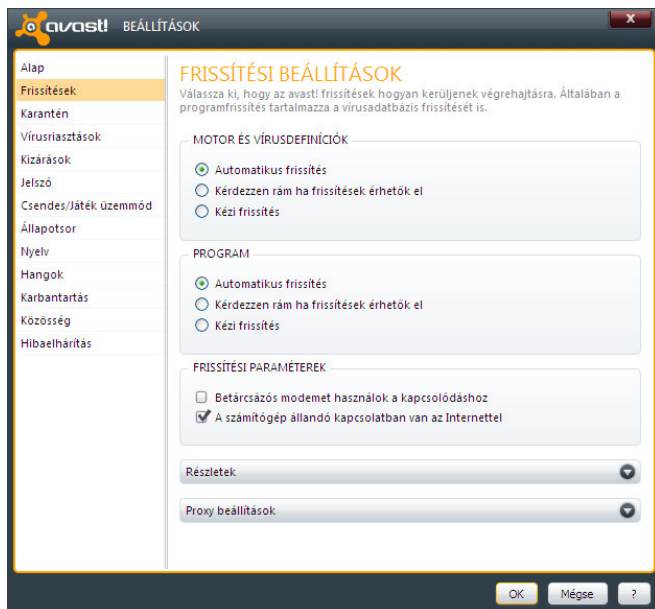 avast! BEÁLLÍTÁSOK
x
Alap
Frissítések
Karantén
Vírusriasztások
Kizárások
Jelszó
Csendes/Játék üzemmód
Állapotsor
Nyelv
Hangok
Karbantartás
Közösség
Hibaelhárítás
FRISSÍTÉSI BEÁLLÍTÁSOK
Válassza ki, hogy az avast! frissítések hogyan kerüljenek végrehajtásra. Általában a
programfrissítés tartalmazza a vírusadatbázis frissítését is.
MOTOR ÉS VÍRUSDEFINÍCIÓK
Automatikus frissítés
Kérdezzen rám ha frissítések érhetők el
Kézi frissítés
PROGRAM
Automatikus frissítés
Kérdezzen rám ha frissítések érhetők el
Kézi frissítés
FRISSÍTÉSI PARAMÉTEREK
Betárcsázós modemet használok a kapcsolódáshoz
A számítógép állandó kapcsolatban van az Internettel
Részletek
Proxy beállítások
OK
Mégse
?